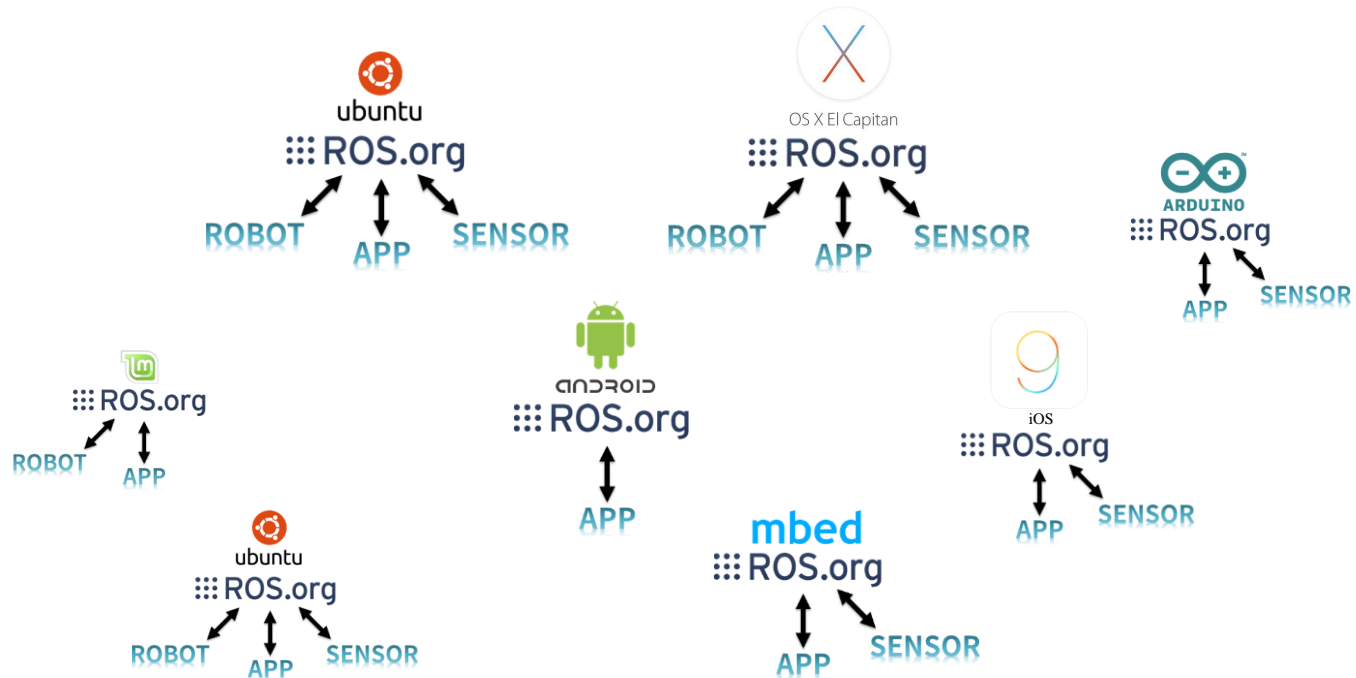 ubuntu
ROS.org
ROBOT
APP
SENSOR
OS X El Capitan
ROS.org
ROBOT
APP
SENSOR
ARDUINO
ROS.org
APP
SENSOR
lm
ROS.org
ROBOT
APP
ANDROID
ROS.org
APP
9
iOS
ROS.org
APP
SENSOR
ubuntu
ROS.org
ROBOT
APP
SENSOR
mbed
ROS.org
APP
SENSOR